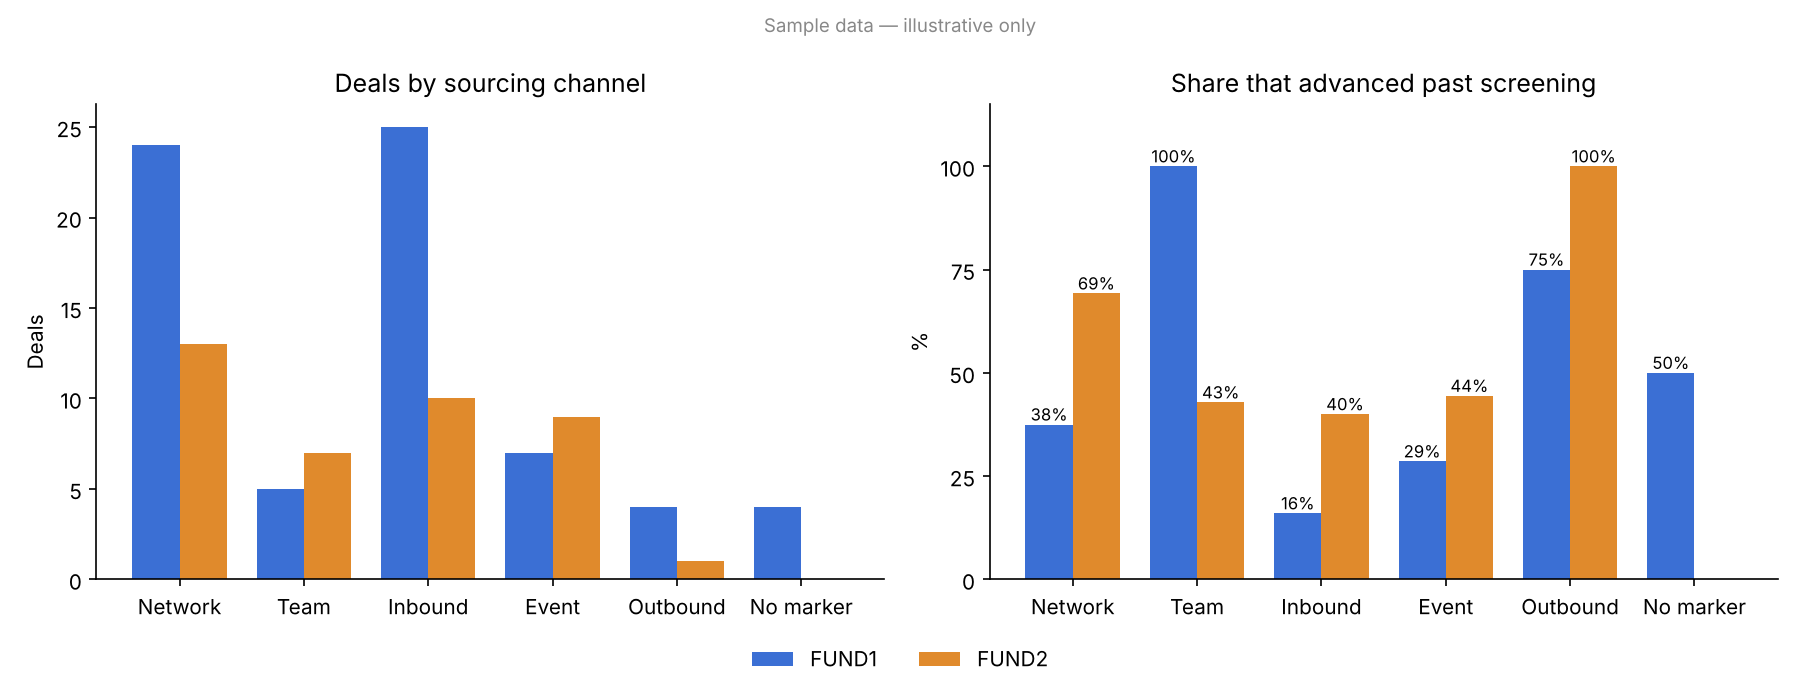 Sample data — illustrative only
Deals by sourcing channel
Deals
25
20
15
10
5
0
Network Team Inbound Event Outbound No marker
Share that advanced past screening
%
100
75
50
25
0
38% 69% 100% 43% 16% 40% 29% 44% 75% 100% 50%
Network Team Inbound Event Outbound No marker
FUND1 FUND2